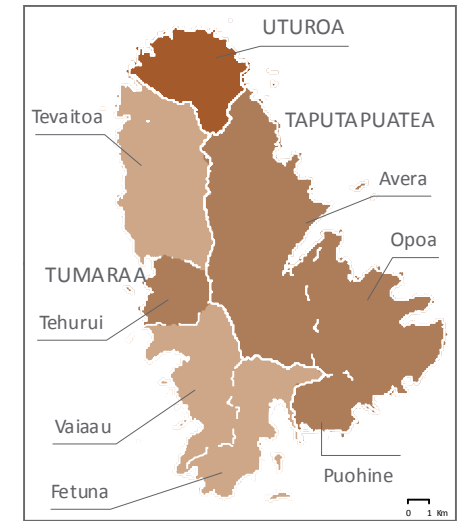 UTUROA
Tevaitoa
TAPUTAPUATEA
Avera
Opoa
TUMARAA
Tehurui
Vaiaau
Puohine
Fetuna
0 1 Km